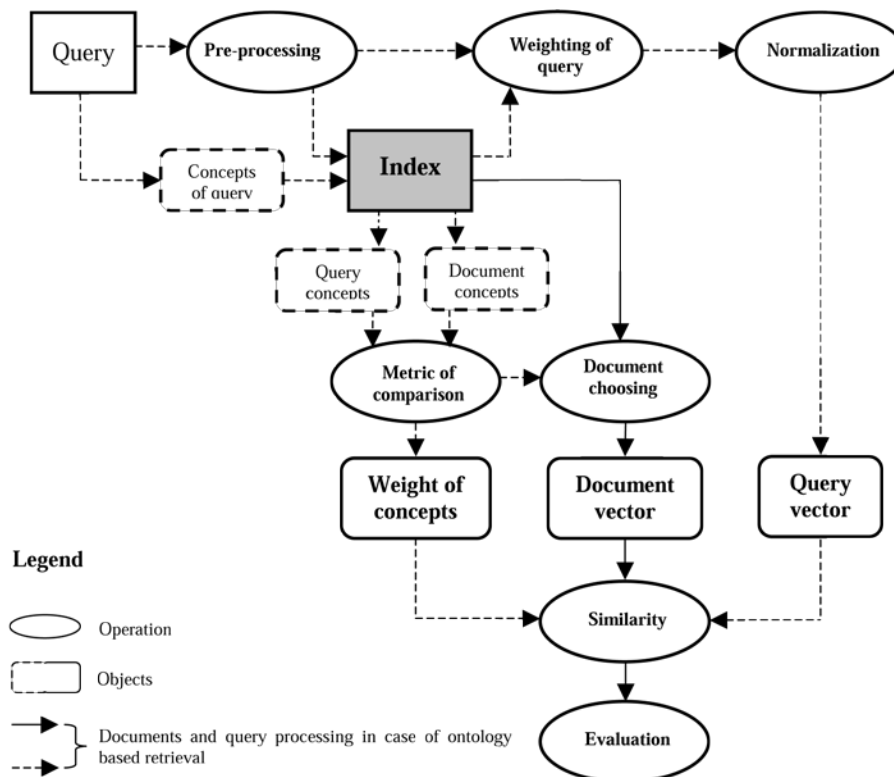 Query
Pre-processing
Weighting of
query
Normalization
Concepts
of query
Index
Query
concepts
Document
concepts
Metric of
comparison
Document
choosing
Weight of
concepts
Document
vector
Query
vector
Legend
Similarity
Operation
Objects
Documents and query processing in case of ontology
based retrieval
Evaluation